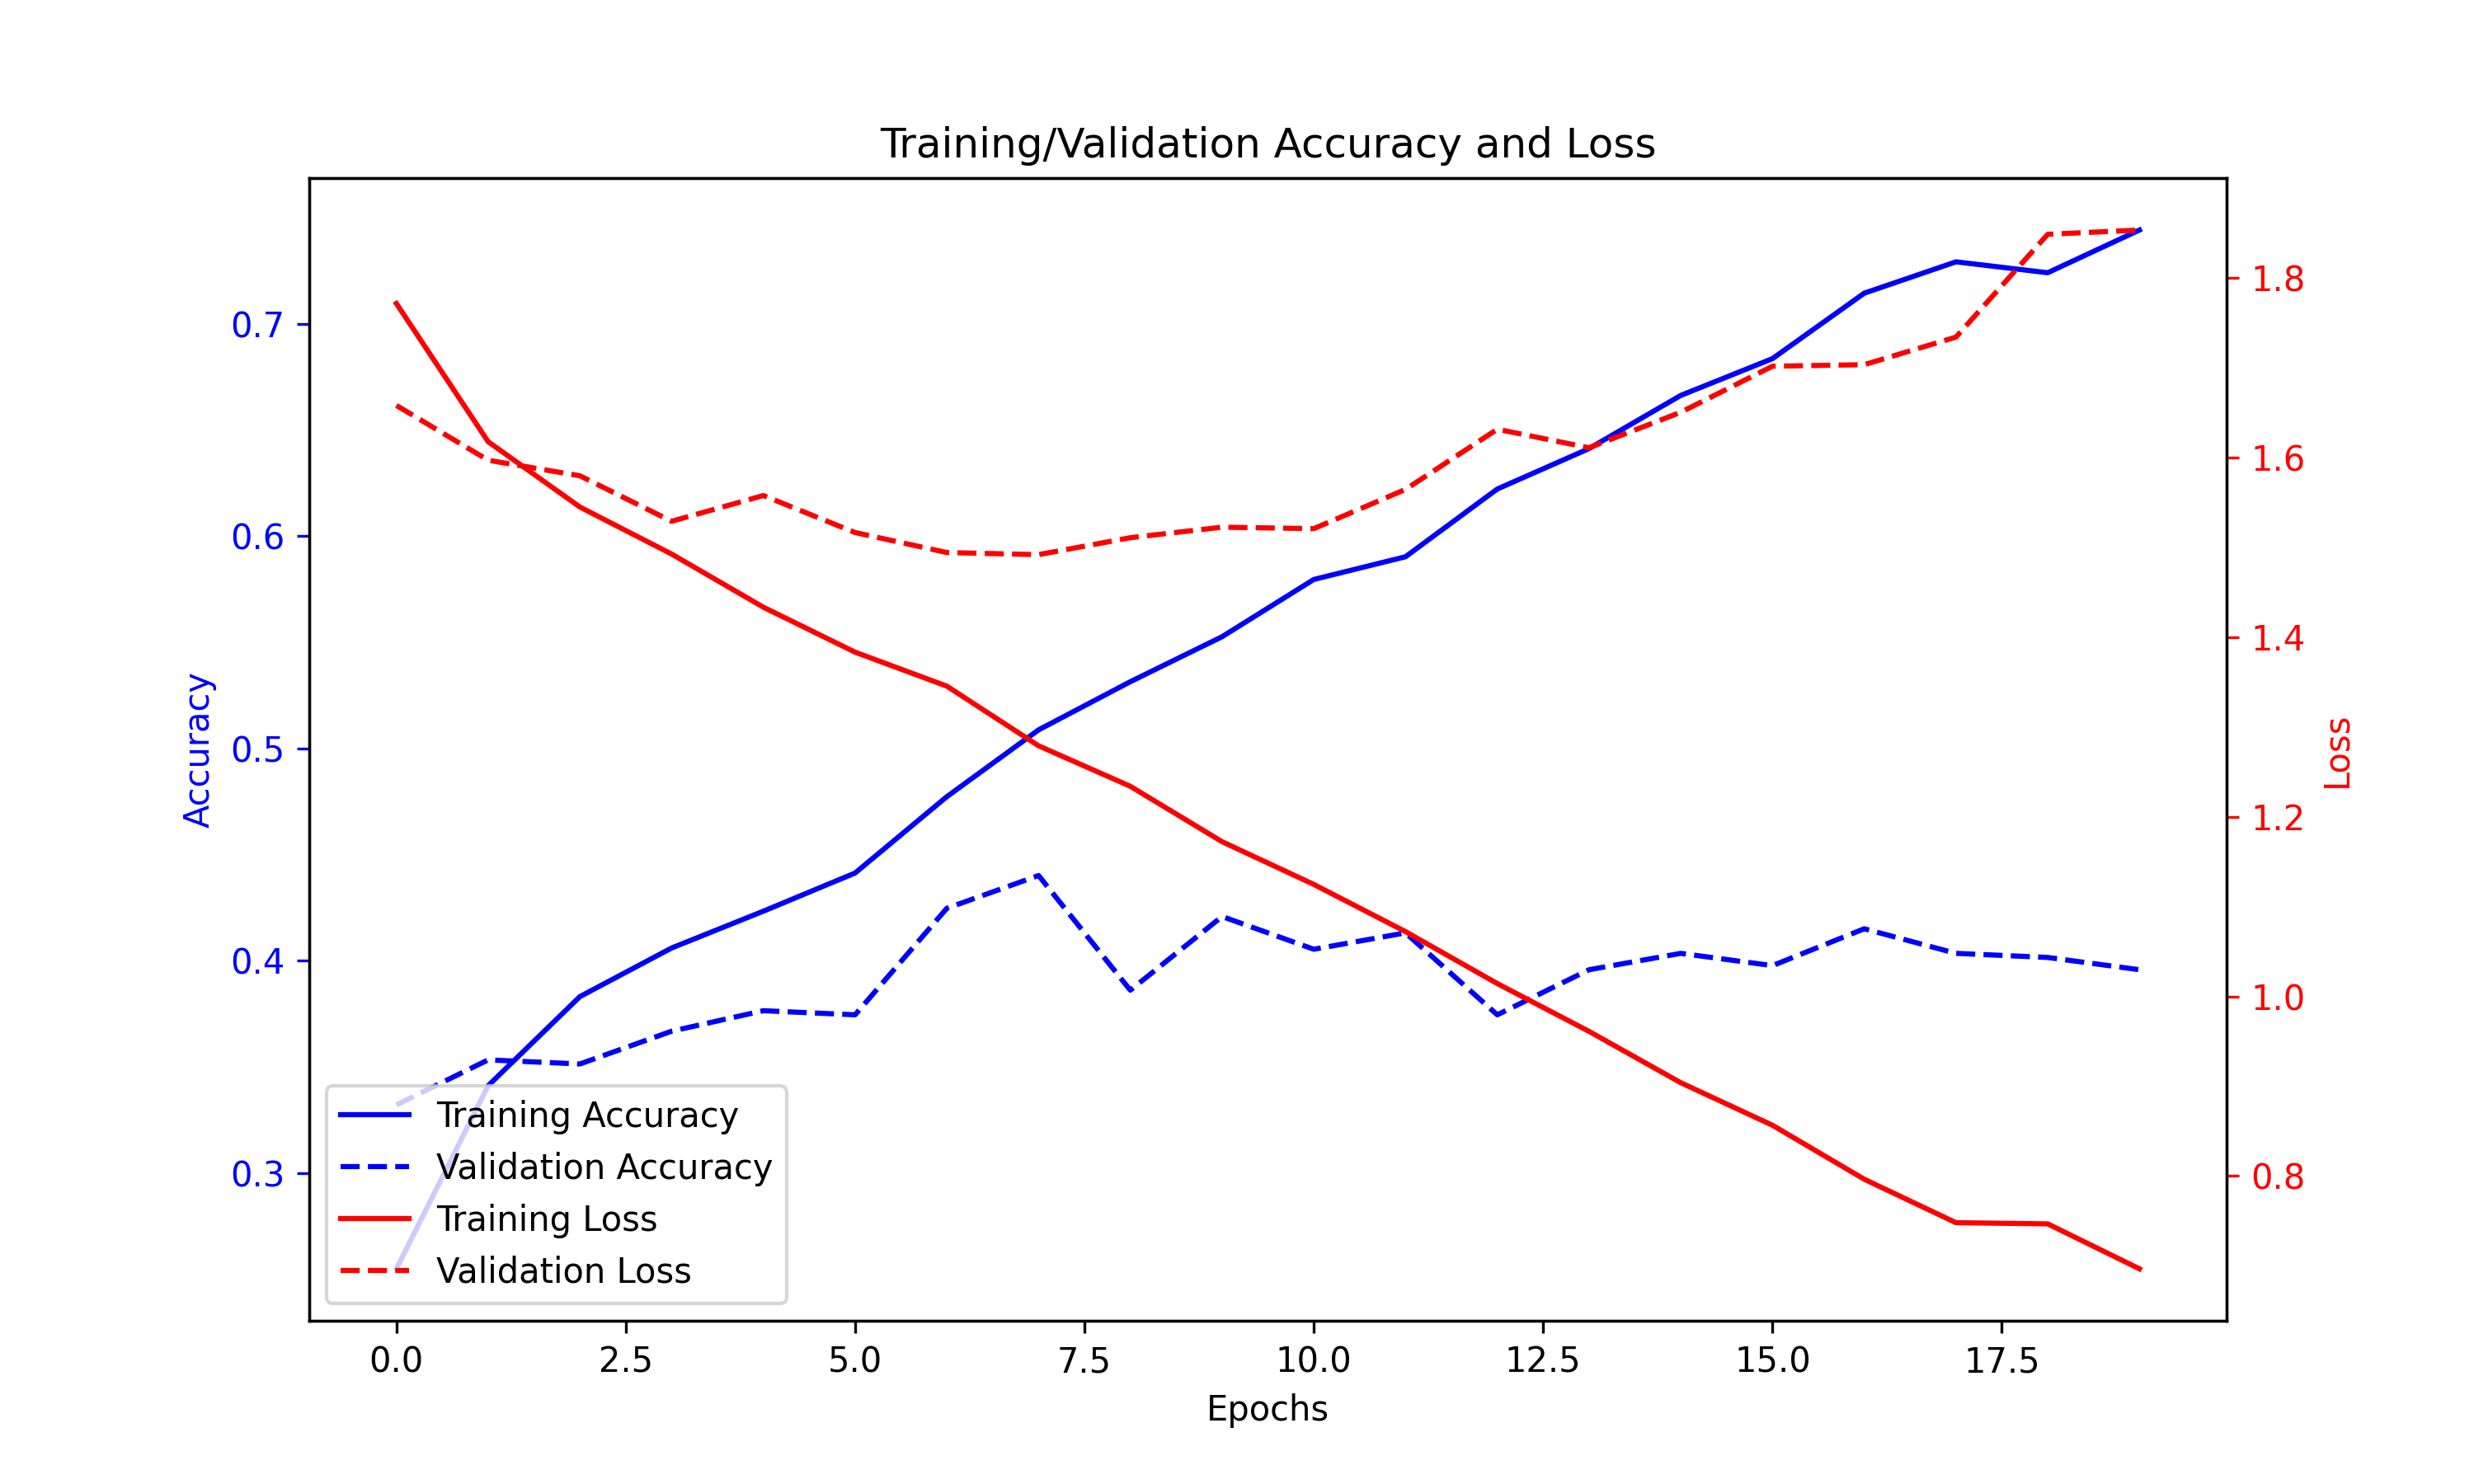 Training/Validation Accuracy and Loss
Accuracy
0.7
0.6
0.5
0.4
0.3
1.8
1.6
1.4
1.2
1.0
0.8
Loss
Training Accuracy
Validation Accuracy
Training Loss
Validation Loss
0.0 2.5 5.0 7.5 10.0 12.5 15.0 17.5
Epochs